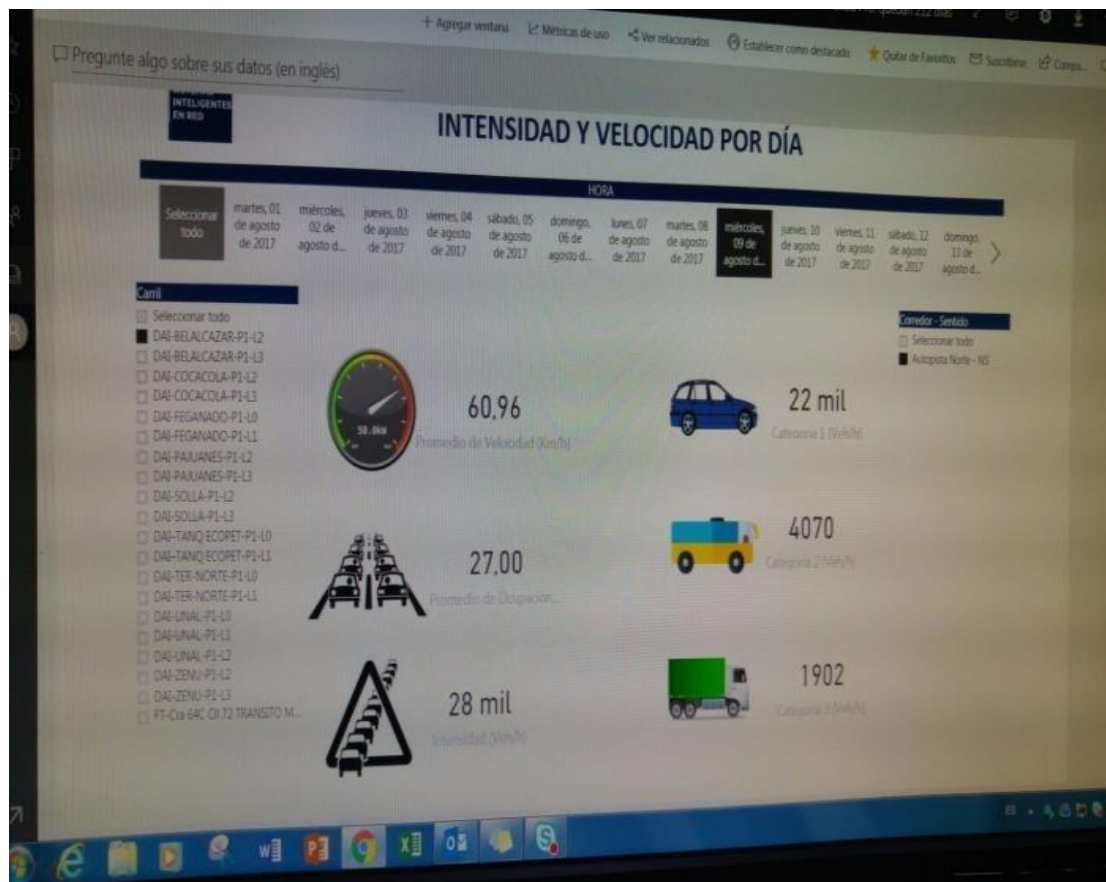 + Agregar ventana Métricas de uso Ver relacionados Establecer como destacado Quitar de Favoritos Suscribirse Compa...
Pregunte algo sobre sus datos (en inglés)
INTELIGENTES
EN RED
INTENSIDAD Y VELOCIDAD POR DÍA
HORA
Seleccionar
todo
martes, 01
de agosto
de 2017
miércoles,
02 de
agosto d...
jueves, 03
de agosto
de 2017
viernes, 04
de agosto
de 2017
sábado, 05
de agosto
de 2017
domingo,
06 de
agosto d...
lunes, 07
de agosto
de 2017
martes, 08
de agosto
de 2017
miércoles,
09 de
agosto d...
jueves, 10
de agosto
de 2017
viernes, 11
de agosto
de 2017
sábado, 12
de agosto
de 2017
domingo,
13 de
agosto d...
Carril
Seleccionar todo
DAI-BELALCAZAR-P1-L2
DAI-BELALCAZAR-P1-L3
DAI-COCACOLA-P1-L2
DAI-COCACOLA-P1-L3
DAI-FEGANADO-P1-L0
DAI-FEGANADO-P1-L1
DAI-PAJUANES-P1-L2
DAI-PAJUANES-P1-L3
DAI-SOLLA-P1-L2
DAI-SOLLA-P1-L3
DAI-TANQ ECOPET-P1-L0
DAI-TANQ ECOPET-P1-L1
DAI-TER-NORTE-P1-L0
DAI-TER-NORTE-P1-L1
DAI-UNAL-P1-L0
DAI-UNAL-P1-L1
DAI-UNAL-P1-L2
DAI-ZENU-P1-L2
DAI-ZENU-P1-L3
FT-Cra 64C Cll 72 TRANSITO M...
Corredor - Sentido
Seleccionar todo
Autopista Norte - NS
60,96
Promedio de Velocidad (Km/h)
22 mil
Categoria 1 (Veh/h)
27,00
Promedio de Ocupación...
4070
Categoria 2 (Veh/h)
28 mil
Intensidad (Veh/h)
1902
Categoria 3 (Veh/h)
ES